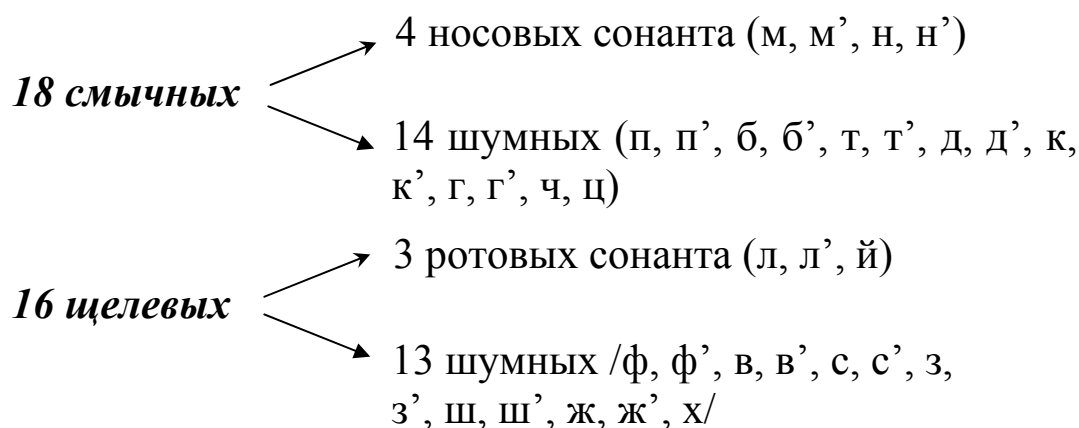 4 носовых сонанта (м, м’, н, н’)
18 смычных
14 шумных (п, п’, б, б’, т, т’, д, д’, к,
к’, г, г’, ч, ц)
3 ротовых сонанта (л, л’, й)
16 щелевых
13 шумных /ф, ф’, в, в’, с, с’, з,
з’, ш, ш’, ж, ж’, х/